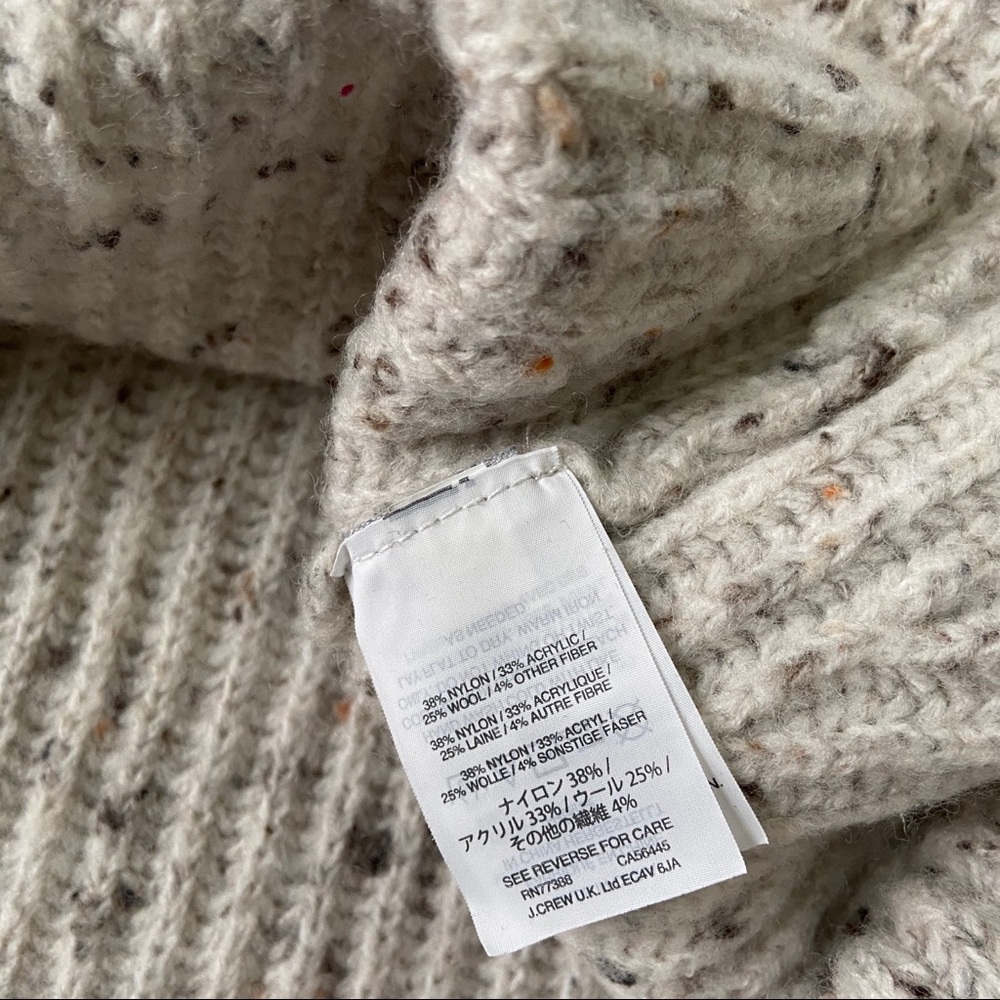 38% NYLON / 33% ACRYLIC /
25% WOOL / 4% OTHER FIBER
38% NYLON / 33% ACRYLIQUE /
25% LAINE / 4% AUTRE FIBRE
38% NYLON / 33% ACRYL /
25% WOLLE / 4% SONSTIGE FASER
ナイロン 38% /
アクリル 33% / ウール 25% /
その他の繊維 4%
SEE REVERSE FOR CARE
RN77388 CA56445
J.CREW U.K. Ltd EC4V 6JA